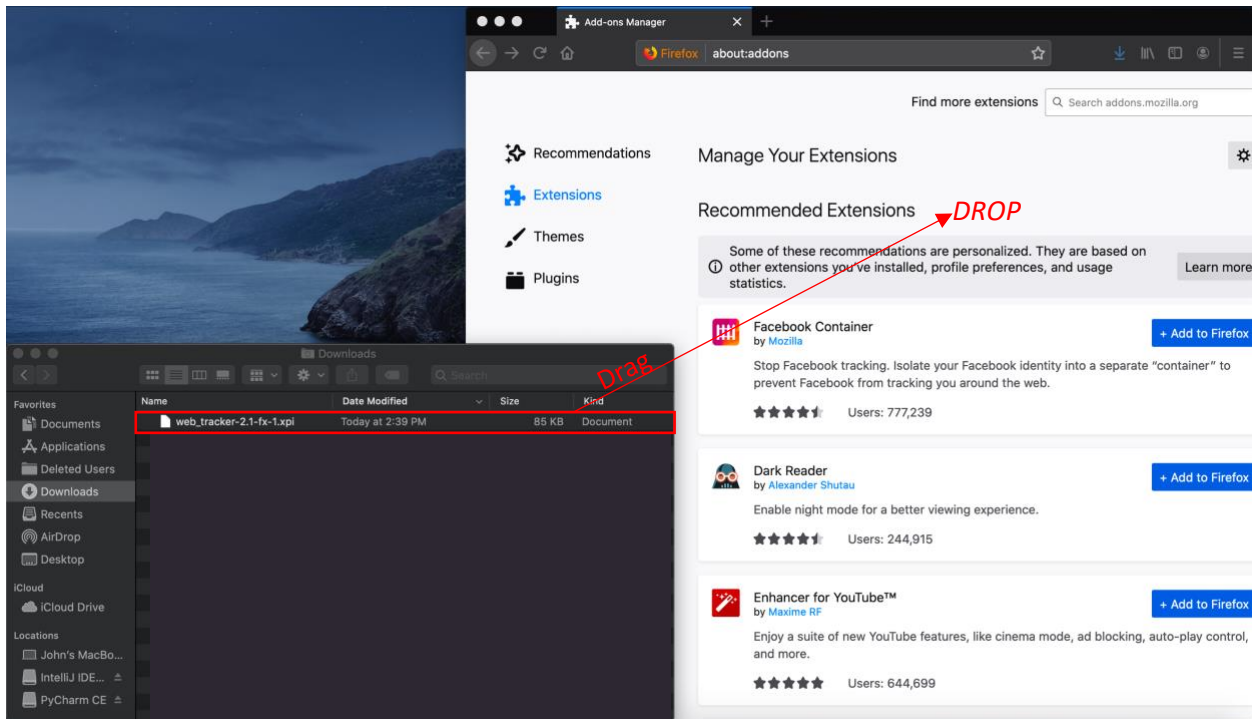 Add-ons Manager
Firefox about:addons
Find more extensions
Search addons.mozilla.org
Recommendations
Extensions
Themes
Plugins
Manage Your Extensions
Recommended Extensions
DROP
Some of these recommendations are personalized. They are based on
other extensions you've installed, profile preferences, and usage
statistics.
Learn more
Facebook Container
by Mozilla
+ Add to Firefox
Stop Facebook tracking. Isolate your Facebook identity into a separate “container” to
prevent Facebook from tracking you around the web.
Users: 777,239
Dark Reader
by Alexander Shutau
+ Add to Firefox
Enable night mode for a better viewing experience.
Users: 244,915
Enhancer for YouTube™
by Maxime RF
+ Add to Firefox
Enjoy a suite of new YouTube features, like cinema mode, ad blocking, auto-play control,
and more.
Users: 644,699
Downloads
Search
Drag
Favorites
Documents
Applications
Deleted Users
Downloads
Recents
AirDrop
Desktop
iCloud
iCloud Drive
Locations
John's MacBo...
IntelliJ IDE...
PyCharm CE
Name Date Modified Size Kind
web_tracker-2.1-fx-1.xpi Today at 2:39 PM 85 KB Document